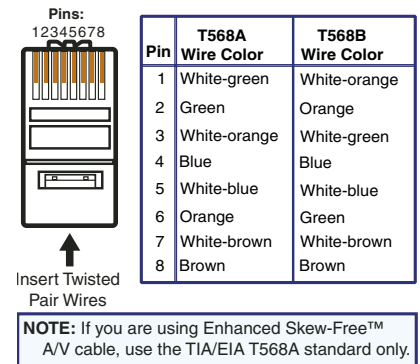 Pins:
12345678
Insert Twisted
Pair Wires
Pin T568A Wire Color T568B Wire Color
1 White-green White-orange
2 Green Orange
3 White-orange White-green
4 Blue Blue
5 White-blue White-blue
6 Orange Green
7 White-brown White-brown
8 Brown Brown
NOTE: If you are using Enhanced Skew-Free™
A/V cable, use the TIA/EIA T568A standard only.